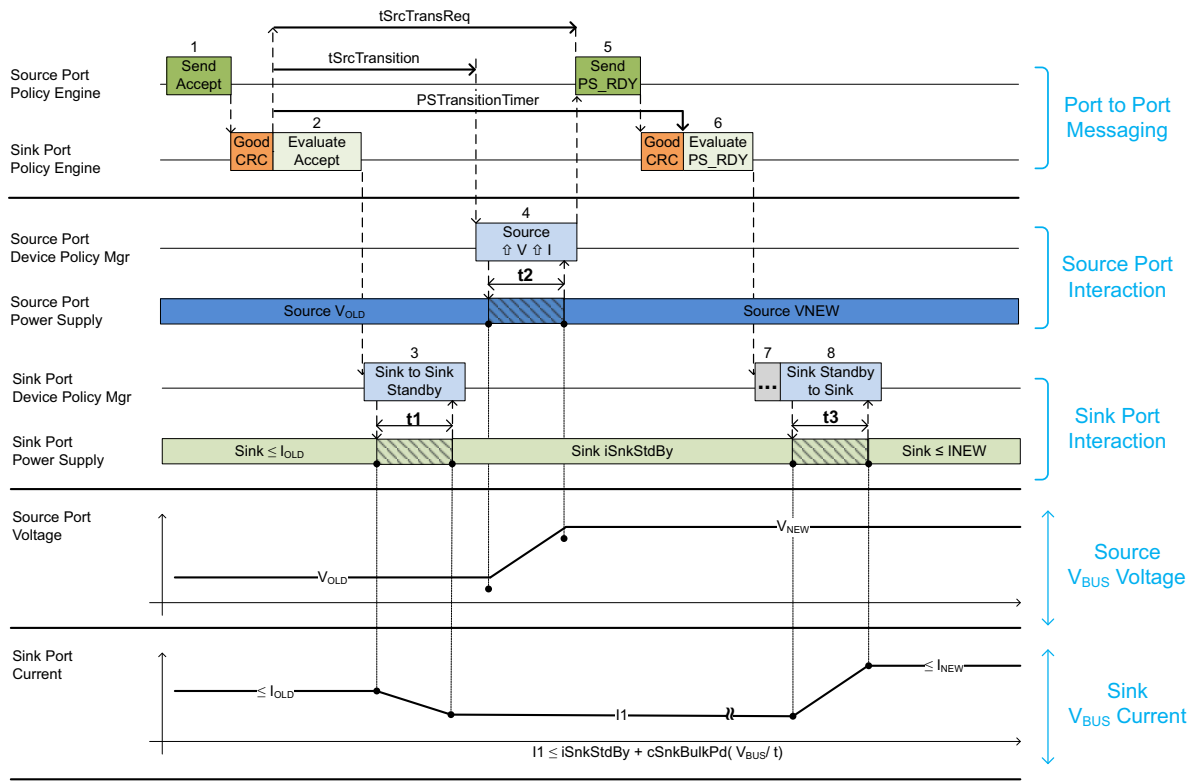 tSrcTransReq
1
5
Source Port
Policy Engine
Send
Accept
tSrcTransition
Send
PS_RDY
PSTransitionTimer
2
6
Sink Port
Policy Engine
Good
CRC
Evaluate
Accept
Good
CRC
Evaluate
PS_RDY
Port to Port
Messaging
4
Source Port
Device Policy Mgr
Source
⇧ V ⇧ I
t2
Source Port
Power Supply
Source VOLD
Source VNEW
Source Port
Interaction
3
7
8
Sink Port
Device Policy Mgr
Sink to Sink
Standby
...
Sink Standby
to Sink
t1
t3
Sink Port
Power Supply
Sink ≤ IOLD
Sink iSnkStdBy
Sink ≤ INEW
Sink Port
Interaction
Source Port
Voltage
VNEW
VOLD
Source
VBUS Voltage
Sink Port
Current
≤ IOLD
I1
≤ INEW
I1 ≤ iSnkStdBy + cSnkBulkPd( VBUS/ t)
Sink
VBUS Current